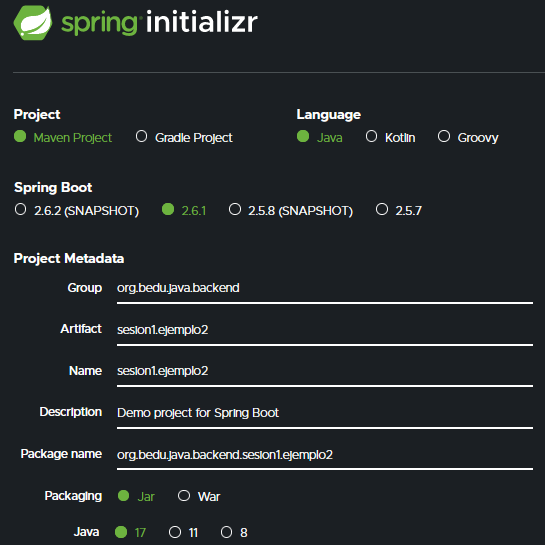 spring initializr
Project
Language
Maven Project Gradle Project
Java Kotlin Groovy
Spring Boot
2.6.2 (SNAPSHOT) 2.6.1 2.5.8 (SNAPSHOT) 2.5.7
Project Metadata
Group org.bedu.java.backend
Artifact sesion1.ejemplo2
Name sesion1.ejemplo2
Description Demo project for Spring Boot
Package name org.bedu.java.backend.sesion1.ejemplo2
Packaging Jar War
Java 17 11 8